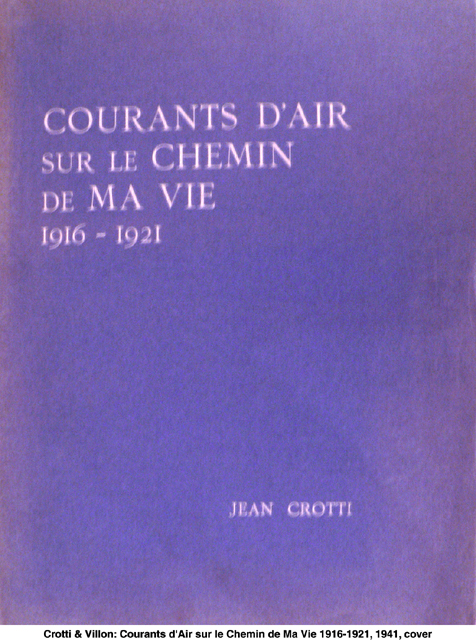 COURANTS D'AIR
SUR LE CHEMIN
DE MA VIE
1916 - 1921
JEAN CROTTI
Crotti & Villon: Courants d'Air sur le Chemin de Ma Vie 1916-1921, 1941, cover